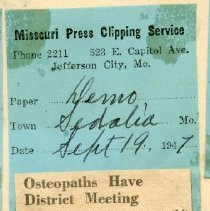 Missouri Press Clipping Service
Phone 2211 523 E. Capitol Ave.
Jefferson City, Mo.
Paper Demo
Town Sedalia Mo.
Date Sept 19, 1947
Osteopaths Have
District Meeting